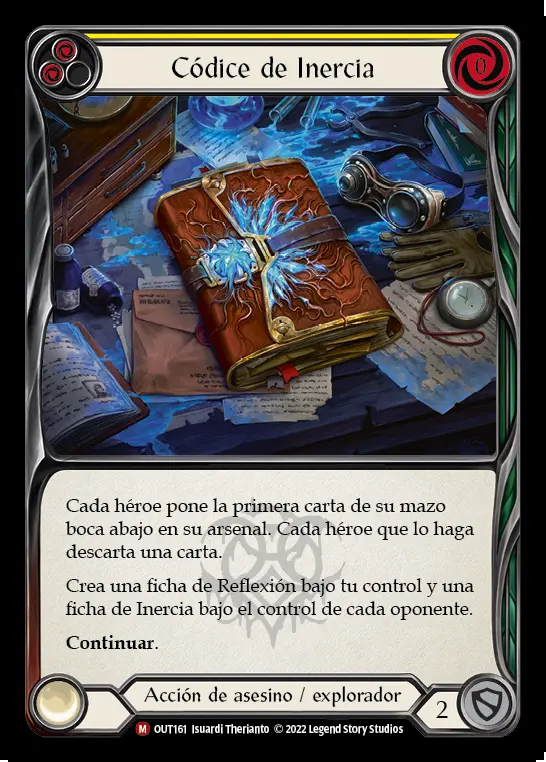 Códice de Inercia
0
Cada héroe pone la primera carta de su mazo
boca abajo en su arsenal. Cada héroe que lo haga
descarta una carta.
Crea una ficha de Reflexión bajo tu control y una
ficha de Inercia bajo el control de cada oponente.
Continuar.
Acción de asesino / explorador
2
M OUT161 Isuardi Therianto © 2022 Legend Story Studios